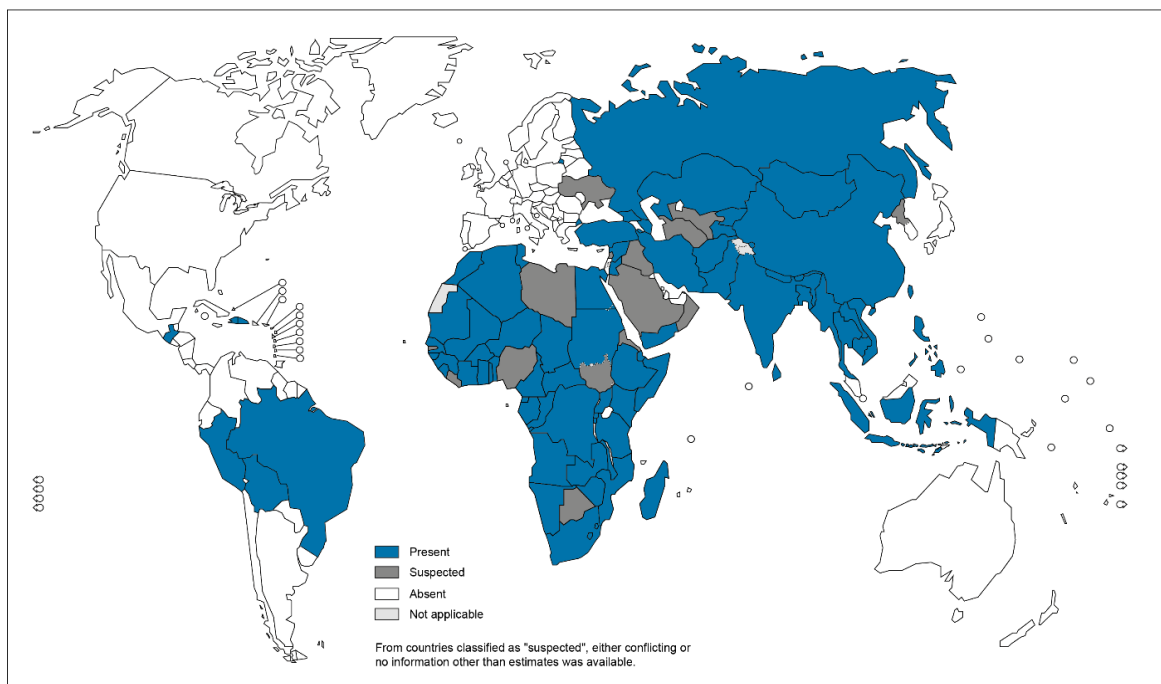 Present
Suspected
Absent
Not applicable
From countries classified as "suspected", either conflicting or
no information other than estimates was available.